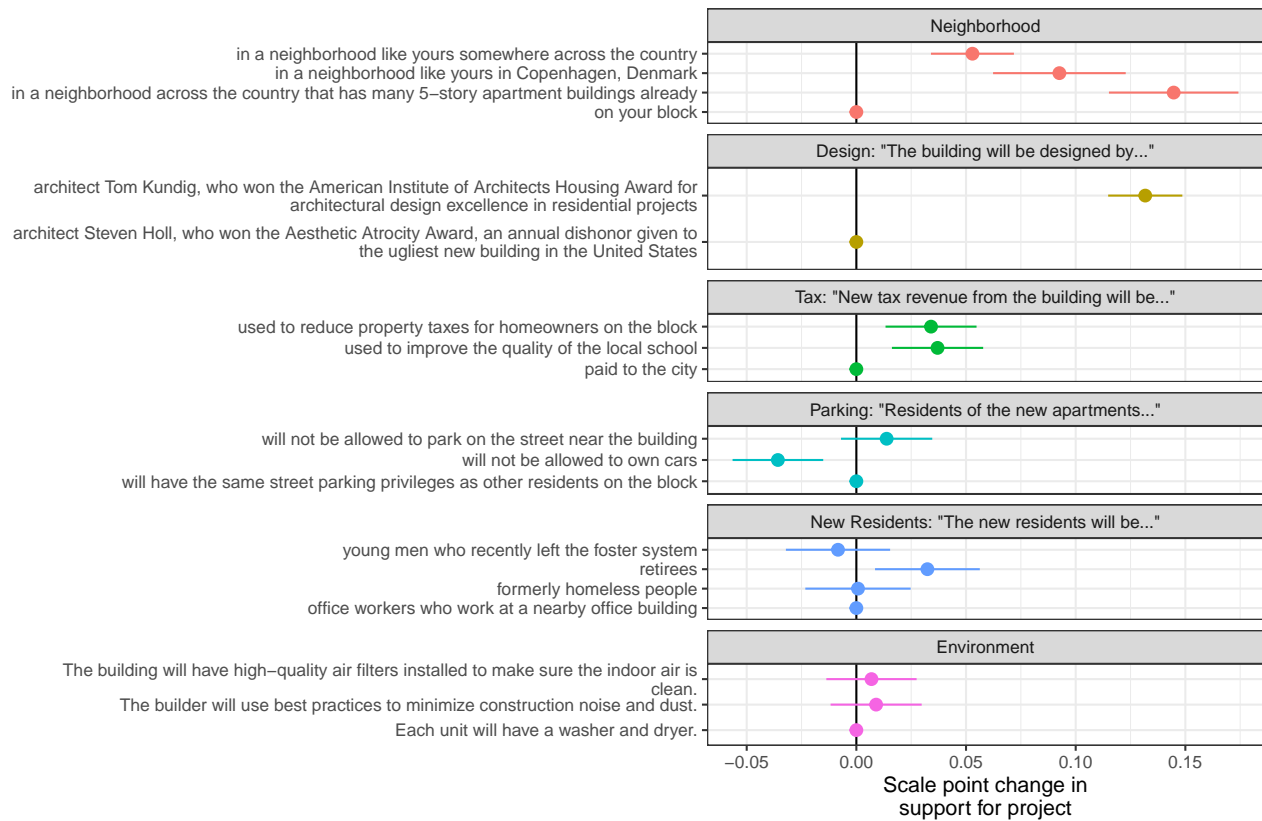 Neighborhood
in a neighborhood like yours somewhere across the country
in a neighborhood like yours in Copenhagen, Denmark
in a neighborhood across the country that has many 5−story apartment buildings already
on your block
Design: "The building will be designed by..."
architect Tom Kundig, who won the American Institute of Architects Housing Award for
architectural design excellence in residential projects
architect Steven Holl, who won the Aesthetic Atrocity Award, an annual dishonor given to
the ugliest new building in the United States
Tax: "New tax revenue from the building will be..."
used to reduce property taxes for homeowners on the block
used to improve the quality of the local school
paid to the city
Parking: "Residents of the new apartments..."
will not be allowed to park on the street near the building
will not be allowed to own cars
will have the same street parking privileges as other residents on the block
New Residents: "The new residents will be..."
young men who recently left the foster system
retirees
formerly homeless people
office workers who work at a nearby office building
Environment
The building will have high−quality air filters installed to make sure the indoor air is
clean.
The builder will use best practices to minimize construction noise and dust.
Each unit will have a washer and dryer.
−0.05 0.00 0.05 0.10 0.15
Scale point change in
support for project